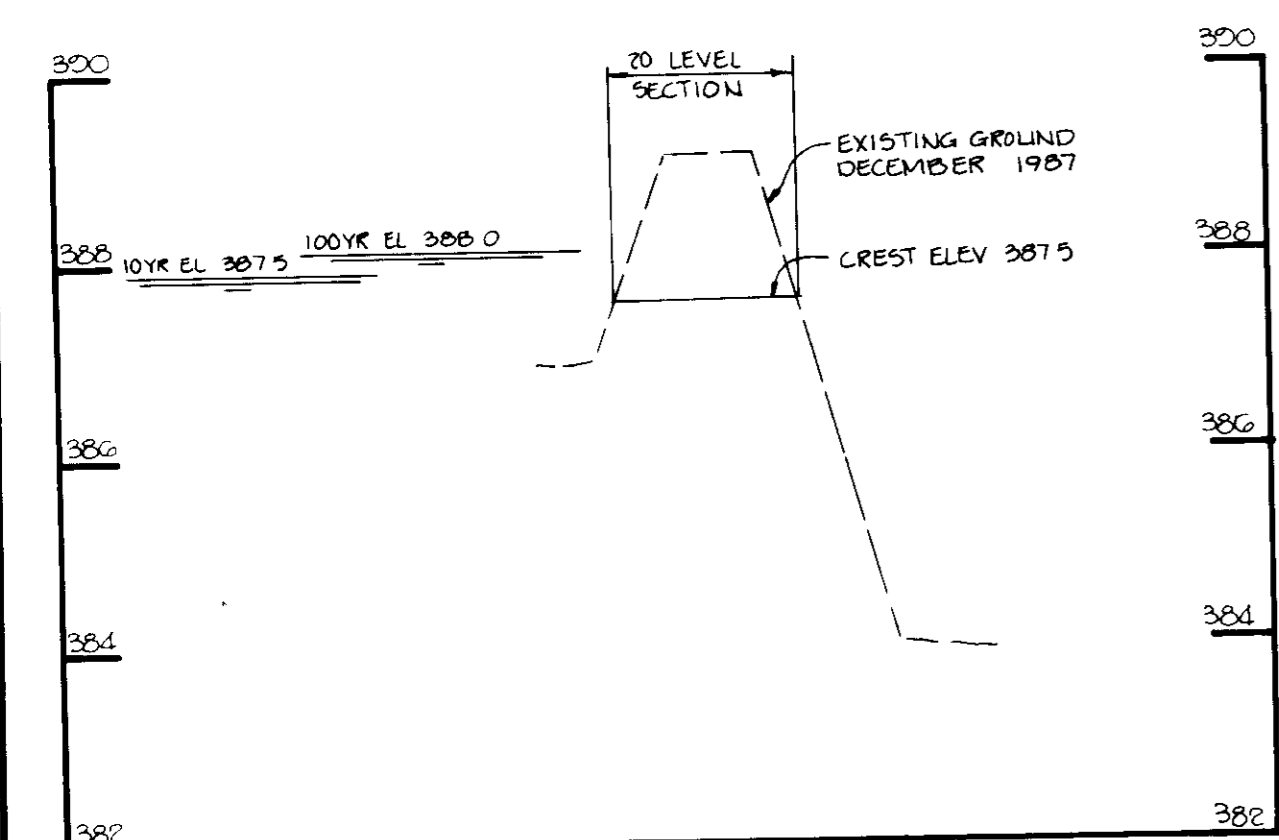 390
390
20 LEVEL
SECTION
EXISTING GROUND
DECEMBER 1987
388
10YR EL 387 5
100YR EL 388 0
388
CREST ELEV 387 5
386
386
384
384
382
382